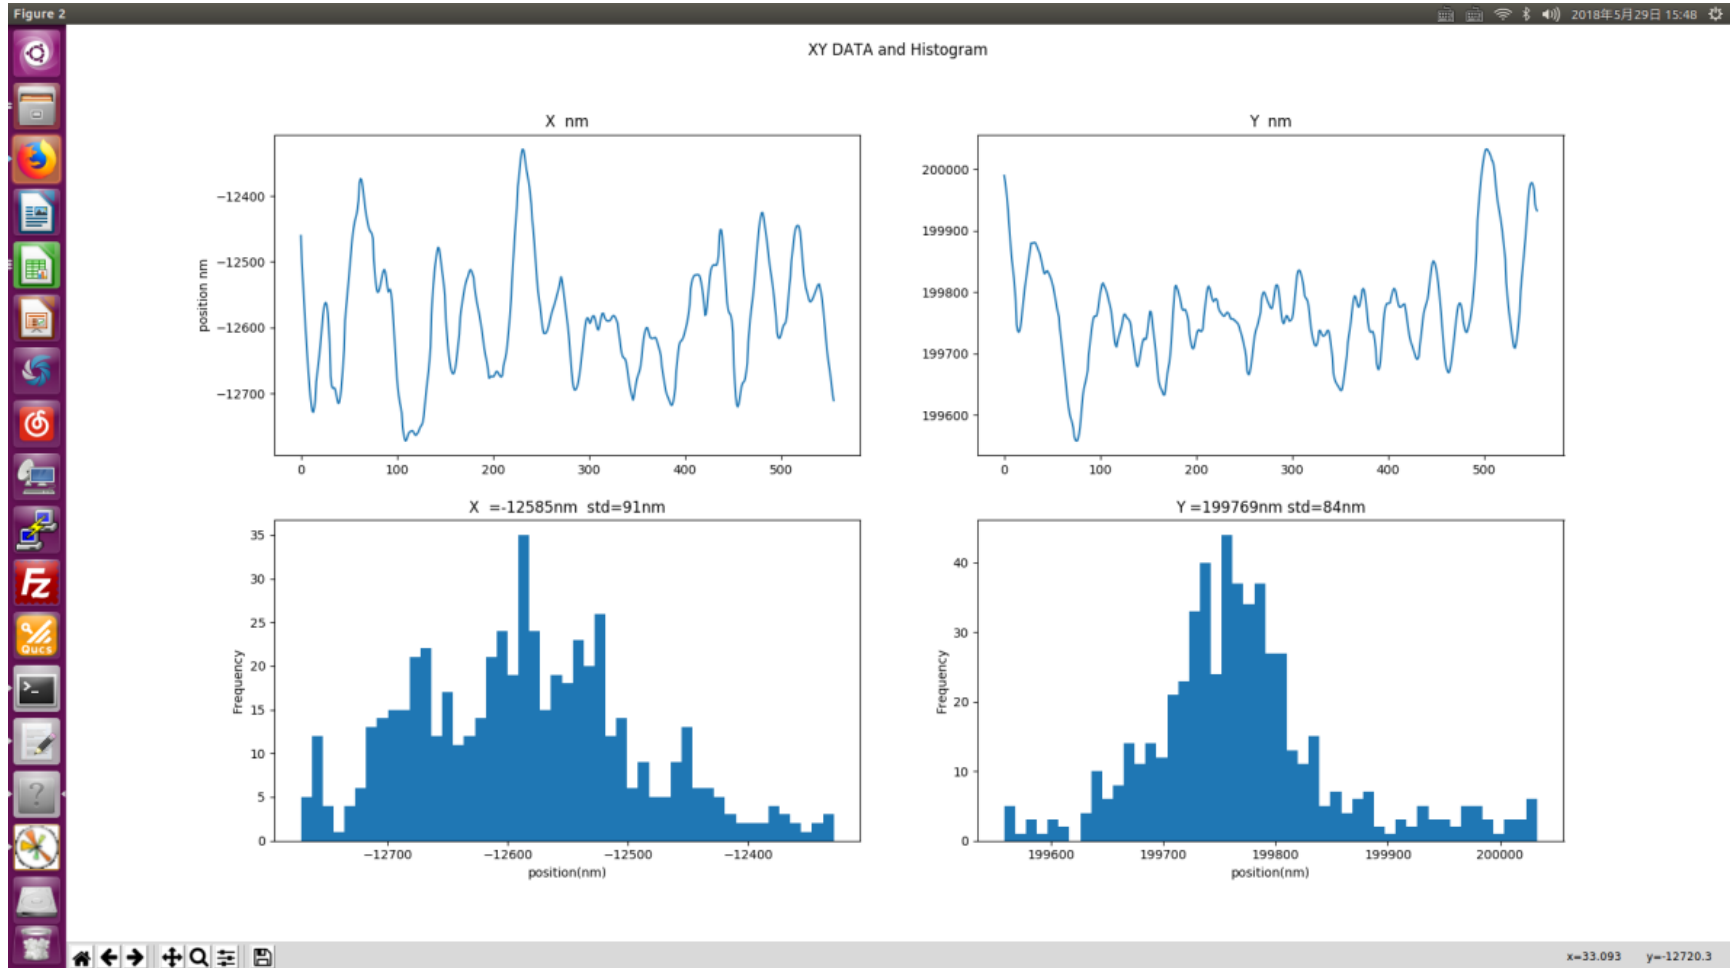 Figure 2
2018年5月29日 15:48
XY DATA and Histogram
X nm
position nm
−12400
−12500
−12600
−12700
0 100 200 300 400 500
Y nm
200000
199900
199800
199700
199600
0 100 200 300 400 500
X =-12585nm std=91nm
Frequency
35
30
25
20
15
10
5
0
−12700 −12600 −12500 −12400
position(nm)
Y =199769nm std=84nm
Frequency
40
30
20
10
0
199600 199700 199800 199900 200000
position(nm)
Fz
Qucs
>_
?
x=33.093 y=-12720.3